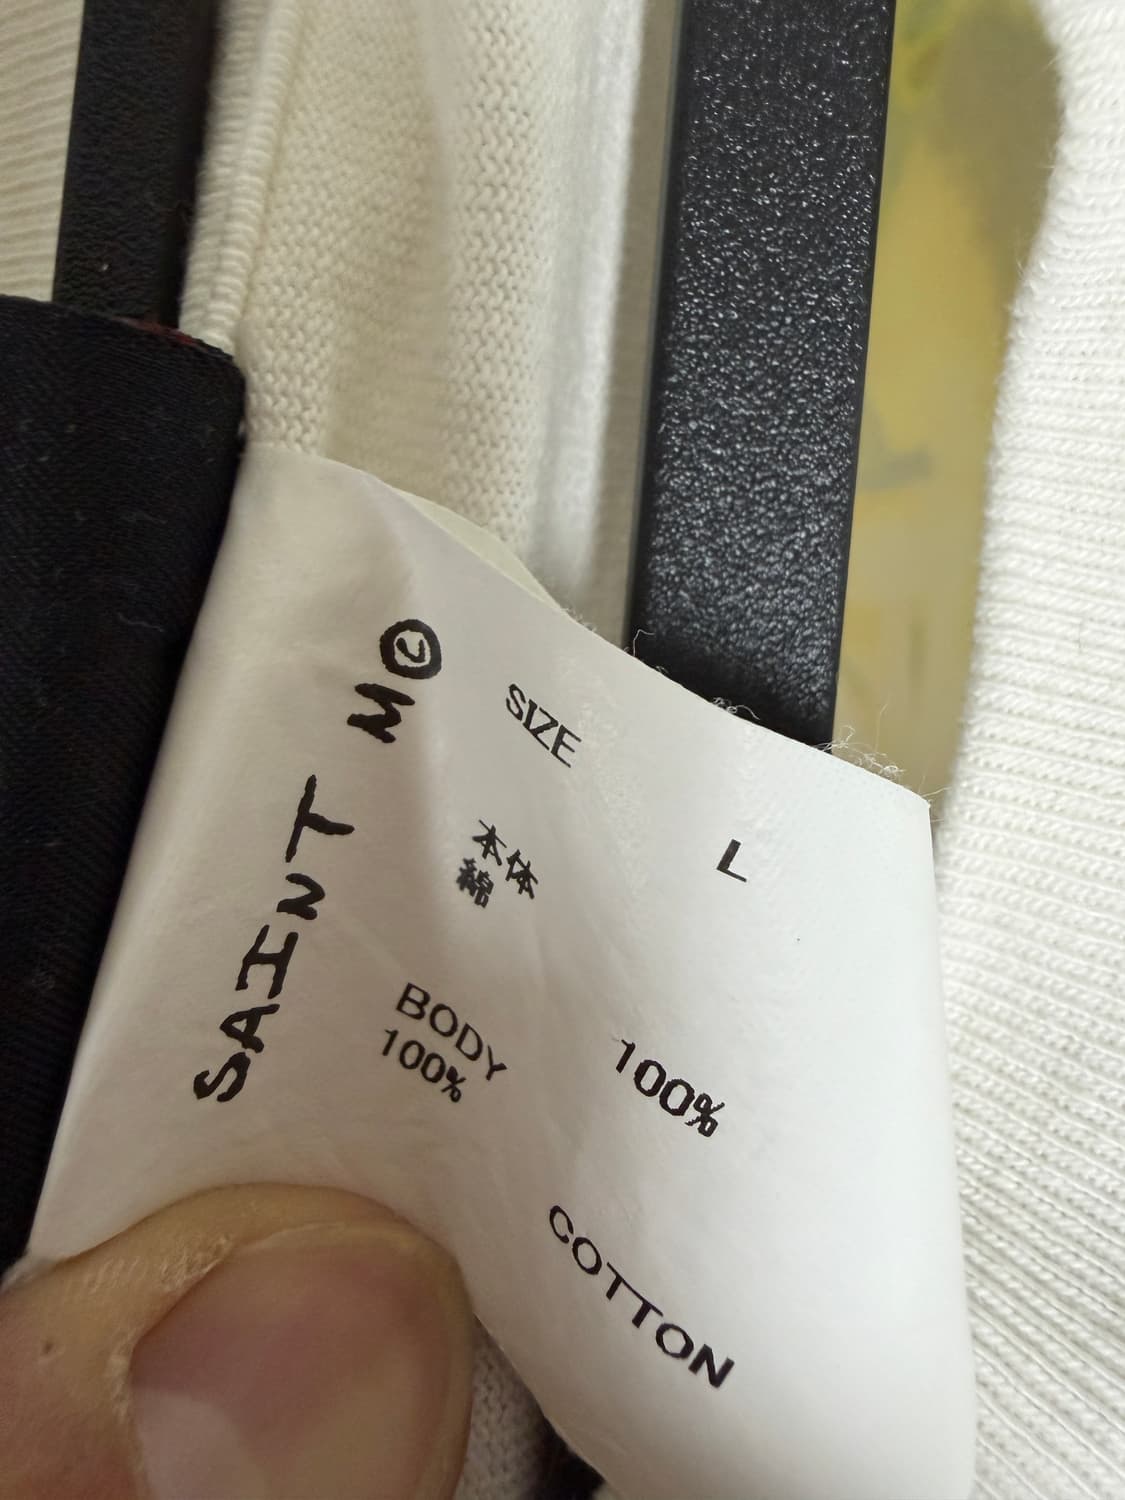 SAINT M©
SIZE L
本体
綿 100%
BODY
100% COTTON